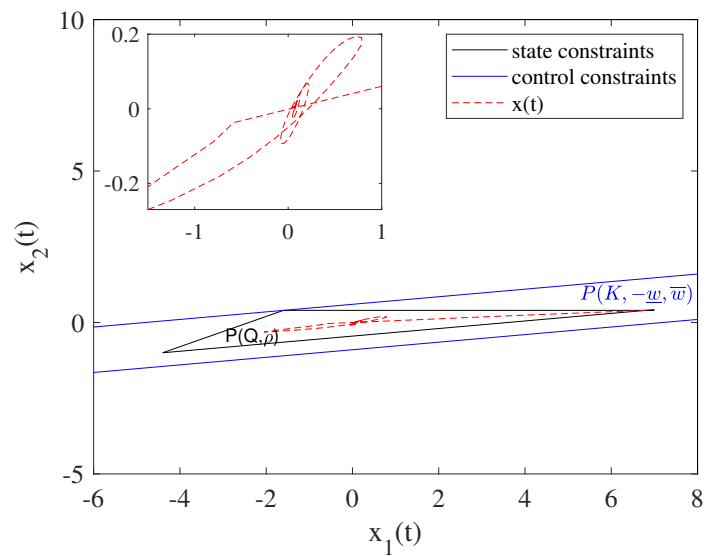 10
5
0
-5
x_2(t)
0.2
0
-0.2
-1
0
1
state constraints
control constraints
x(t)
P(K, −w̲, w̅)
P(Q,ρ)
-6
-4
-2
0
2
4
6
8
x_1(t)